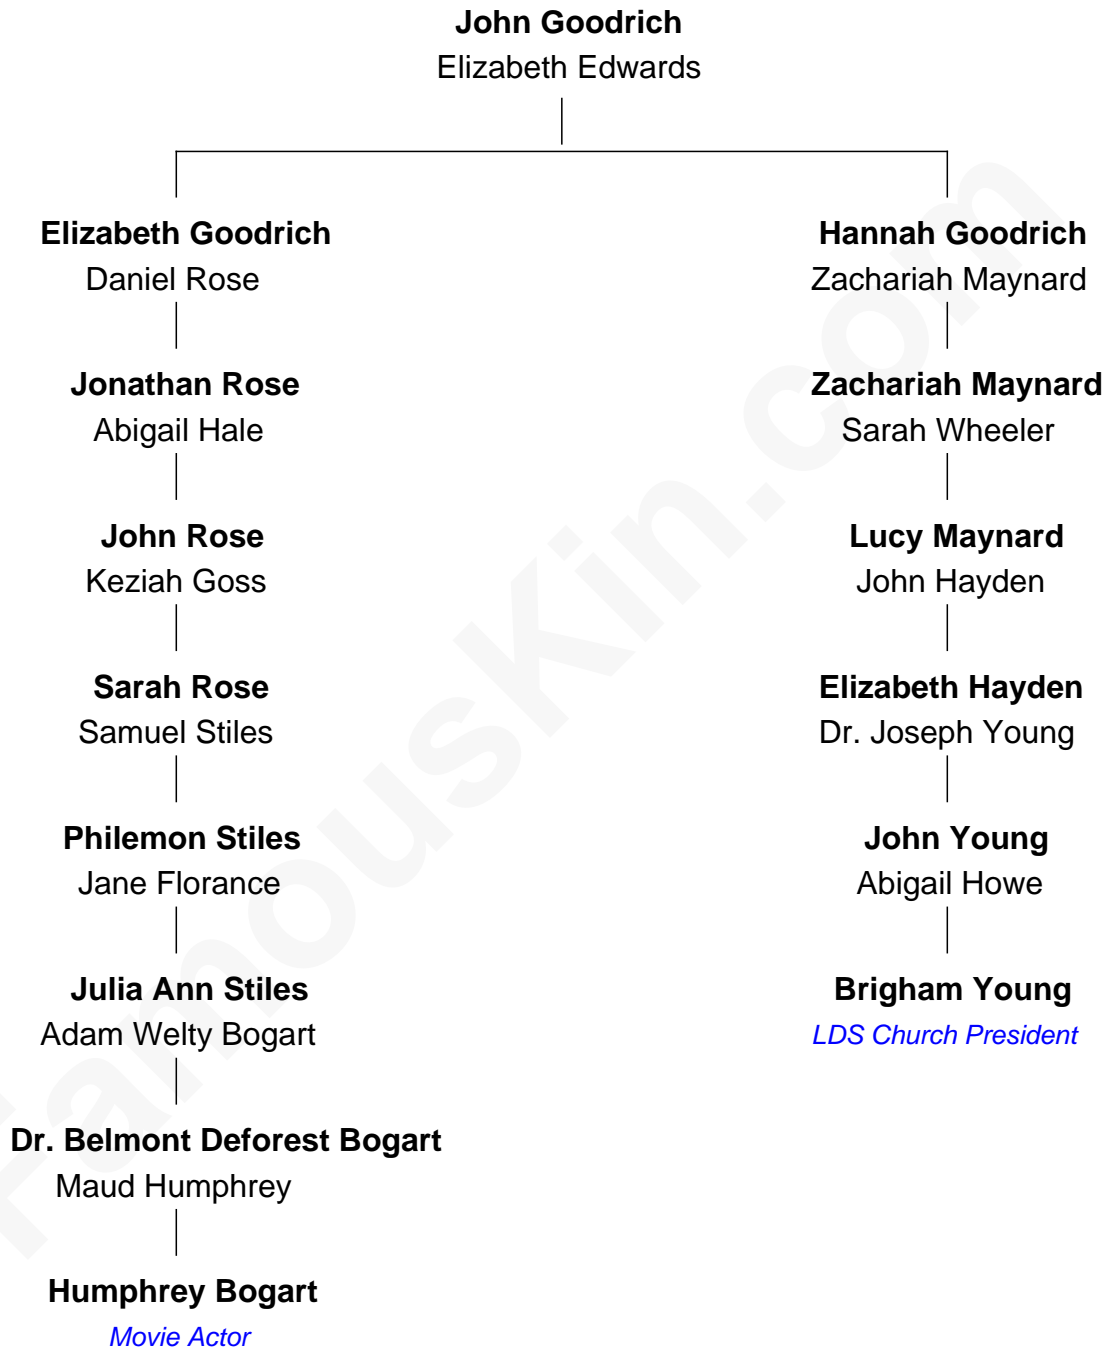 John Goodrich
Elizabeth Edwards
Elizabeth Goodrich
Daniel Rose
Jonathan Rose
Abigail Hale
John Rose
Keziah Goss
Sarah Rose
Samuel Stiles
Philemon Stiles
Jane Florance
Julia Ann Stiles
Adam Welty Bogart
Dr. Belmont Deforest Bogart
Maud Humphrey
Humphrey Bogart
Movie Actor
Hannah Goodrich
Zachariah Maynard
Zachariah Maynard
Sarah Wheeler
Lucy Maynard
John Hayden
Elizabeth Hayden
Dr. Joseph Young
John Young
Abigail Howe
Brigham Young
LDS Church President
FamousKin.com